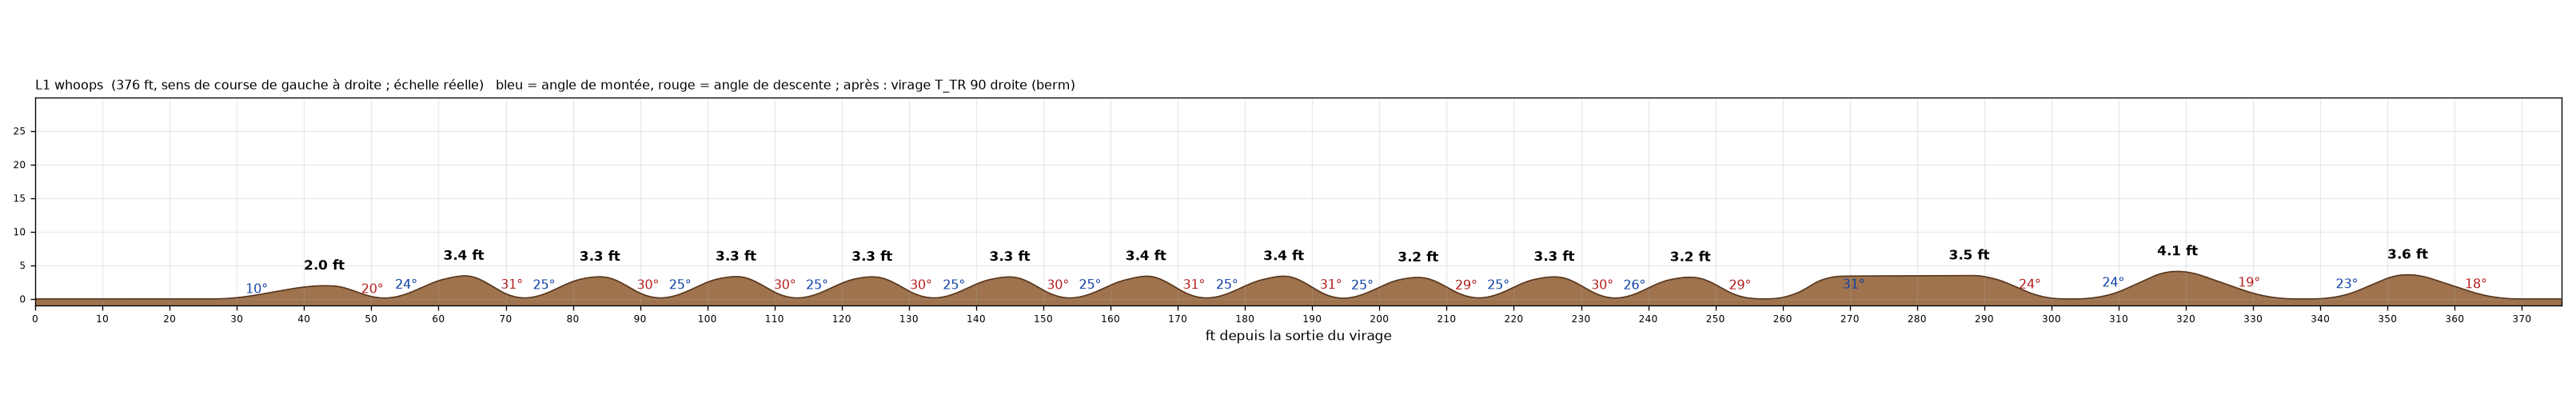 L1 whoops  (376 ft, sens de course de gauche à droite ; échelle réelle)   bleu = angle de montée, rouge = angle de descente ; après : virage T_TR 90 droite (berm)
25
20
15
10
5
0
2.0 ft 3.4 ft 3.3 ft 3.3 ft 3.3 ft 3.3 ft 3.4 ft 3.4 ft 3.2 ft 3.3 ft 3.2 ft 3.5 ft 4.1 ft 3.6 ft
10° 20° 24° 31° 25° 30° 25° 30° 25° 30° 25° 30° 25° 31° 25° 31° 25° 29° 25° 30° 26° 29° 31° 24° 24° 19° 23° 18°
0 10 20 30 40 50 60 70 80 90 100 110 120 130 140 150 160 170 180 190 200 210 220 230 240 250 260 270 280 290 300 310 320 330 340 350 360 370
ft depuis la sortie du virage